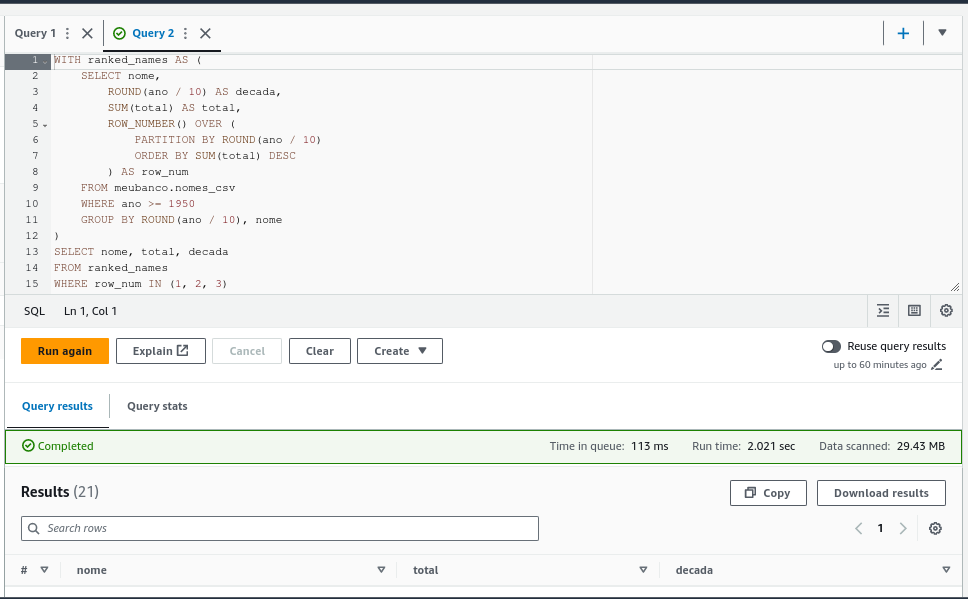 Query 1
Query 2
1 WITH ranked_names AS (
2 SELECT nome,
3 ROUND(ano / 10) AS decada,
4 SUM(total) AS total,
5 ROW_NUMBER() OVER (
6 PARTITION BY ROUND(ano / 10)
7 ORDER BY SUM(total) DESC
8 ) AS row_num
9 FROM meubanco.nomes_csv
10 WHERE ano >= 1950
11 GROUP BY ROUND(ano / 10), nome
12 )
13 SELECT nome, total, decada
14 FROM ranked_names
15 WHERE row_num IN (1, 2, 3)
SQL Ln 1, Col 1
Run again Explain Cancel Clear Create
Reuse query results
up to 60 minutes ago
Query results Query stats
Completed Time in queue: 113 ms Run time: 2.021 sec Data scanned: 29.43 MB
Results (21) Copy Download results
Search rows 1
# nome total decada